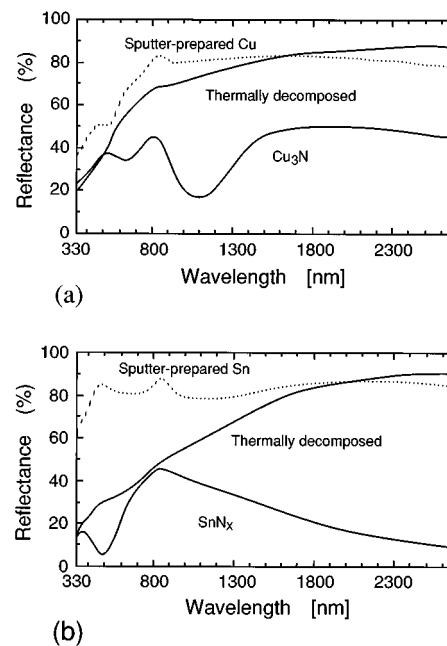 100
Sputter-prepared Cu
80
Thermally decomposed
60
Reflectance (%)
40
Cu₃N
20
0
330 800 1300 1800 2300
Wavelength [nm]
(a)
100
Sputter-prepared Sn
80
Thermally decomposed
60
Reflectance (%)
40
SnNₓ
20
0
330 800 1300 1800 2300
Wavelength [nm]
(b)